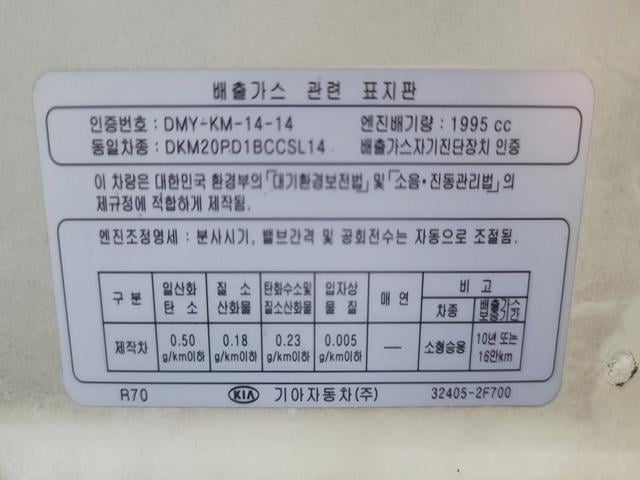 배출가스 관련 표지판
인증번호 : DMY-KM-14-14 엔진배기량 : 1995 cc
동일차종 : DKM20PD1BCCSL14 배출가스자기진단장치 인증
이 차량은 대한민국 환경부의「대기환경보전법」및「소음·진동관리법」의
제규정에 적합하게 제작됨.
엔진조정명세 : 분사시기, 밸브간격 및 공회전수는 자동으로 조절됨.
구 분 일산화 탄 소 질 소 산화물 탄화수소및 질소산화물 입자상 물 질 매 연 비 고
차종 배출가스 보증기간
제작차 0.50 g/km이하 0.18 g/km이하 0.23 g/km이하 0.005 g/km이하 — 소형승용 10년 또는 16만km
R70 KIA 기아자동차(주) 32405-2F700